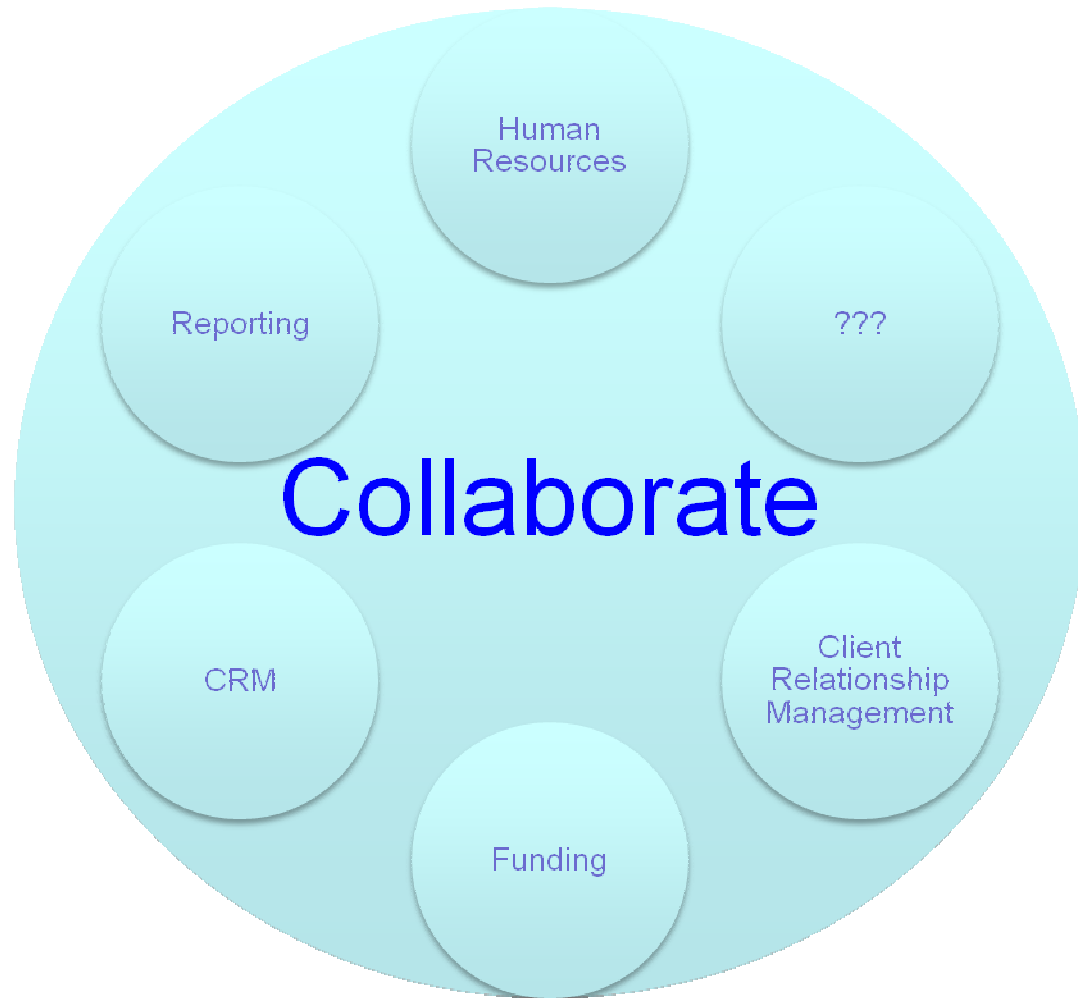 Human
Resources
Reporting
???
Collaborate
CRM
Client
Relationship
Management
Funding